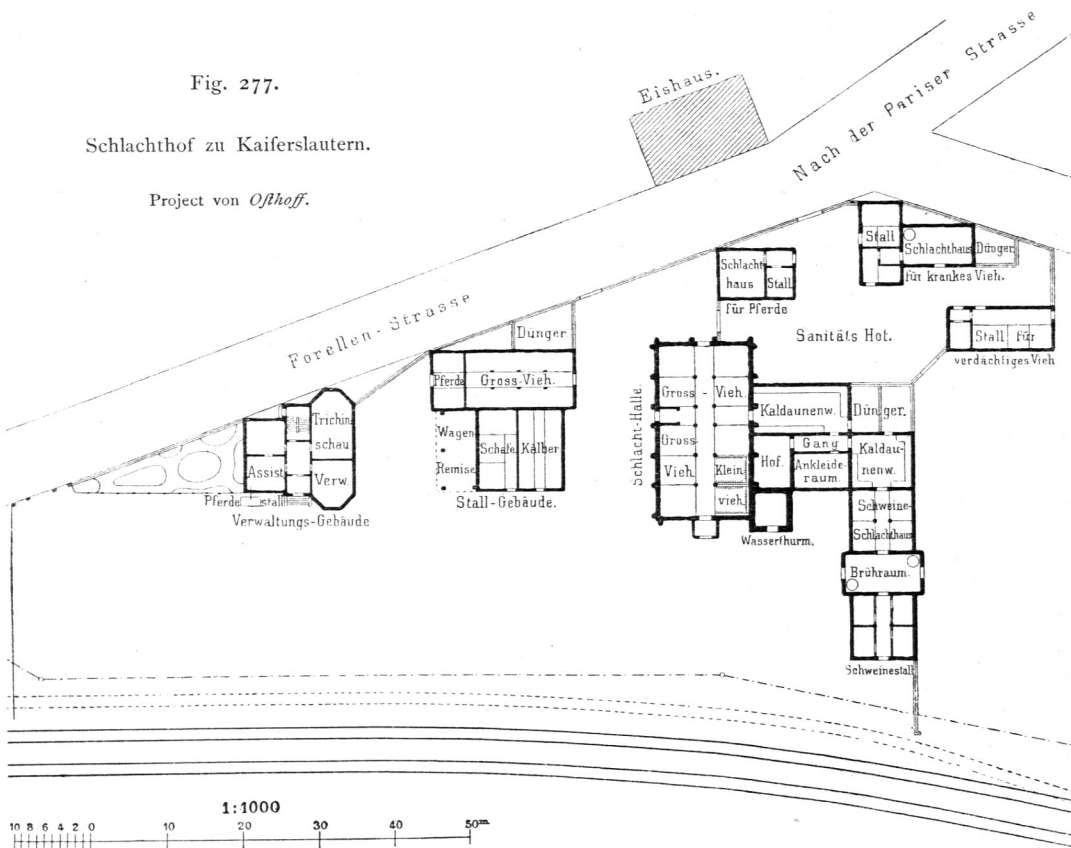 Fig. 277.
Schlachthof zu Kaiſerslautern.
Project von Oſthoff.
Eishaus.
Nach der Pariser Strasse
Forellen-Strasse
Stall
Schlachthaus
Dünger.
für krankes Vieh.
Schlacht
haus
Stall
für Pferde
Sanitäts Hof.
Stall für
verdächtiges Vieh
Dünger
Pferde
Gross-Vieh.
Wagen
Remise
Schafe
Kälber
Stall-Gebäude.
Trichin
schau
Assist
Verw.
Pferdestall
Verwaltungs-Gebäude
Schlacht-Halle.
Gross - Vieh.
Gross
Vieh.
Klein
vieh.
Kaldaunenw.
Dünger.
Hof.
Gang
Ankleide-
raum.
Kaldau-
nenw.
Wasserthurm.
Schweine-
Schlachthaus
Brühraum.
Schweinestall
1:1000
10 8 6 4 2 0 10 20 30 40 50m